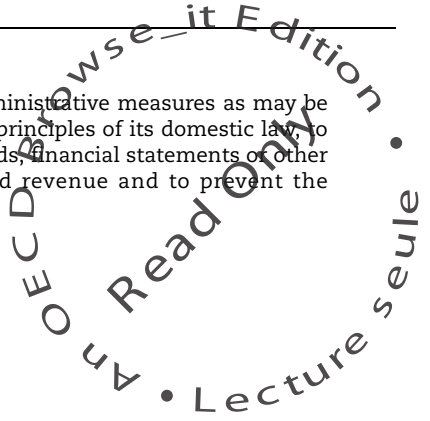 An OECD Browse_it Edition • Lecture seule •
Read Only
ministrative measures as may be
principles of its domestic law, to
ds, financial statements or other
d revenue and to prevent the